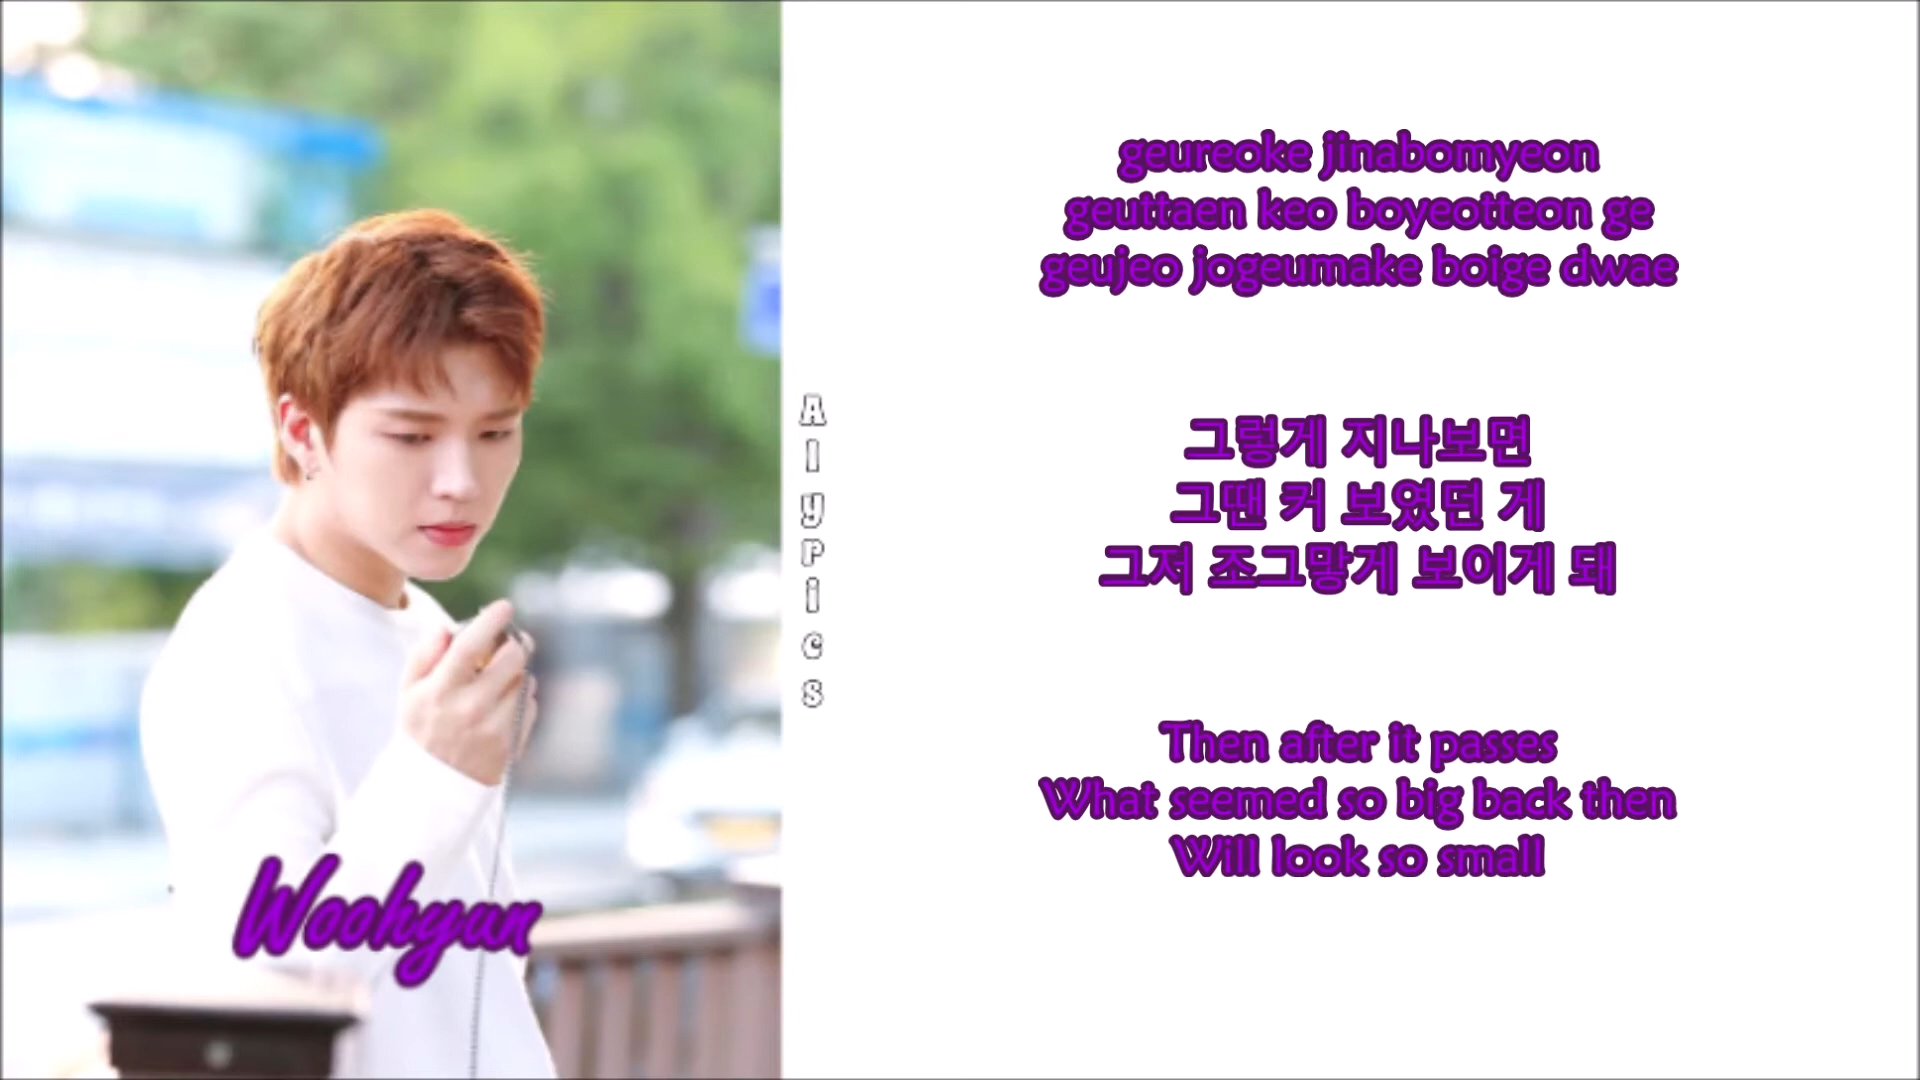 Woohyun
AlyPics
geureoke jinabomyeon
geuttaen keo boyeotteon ge
geujeo jogeumake boige dwae
그렇게 지나보면
그땐 커 보였던 게
그저 조그맣게 보이게 돼
Then after it passes
What seemed so big back then
Will look so small